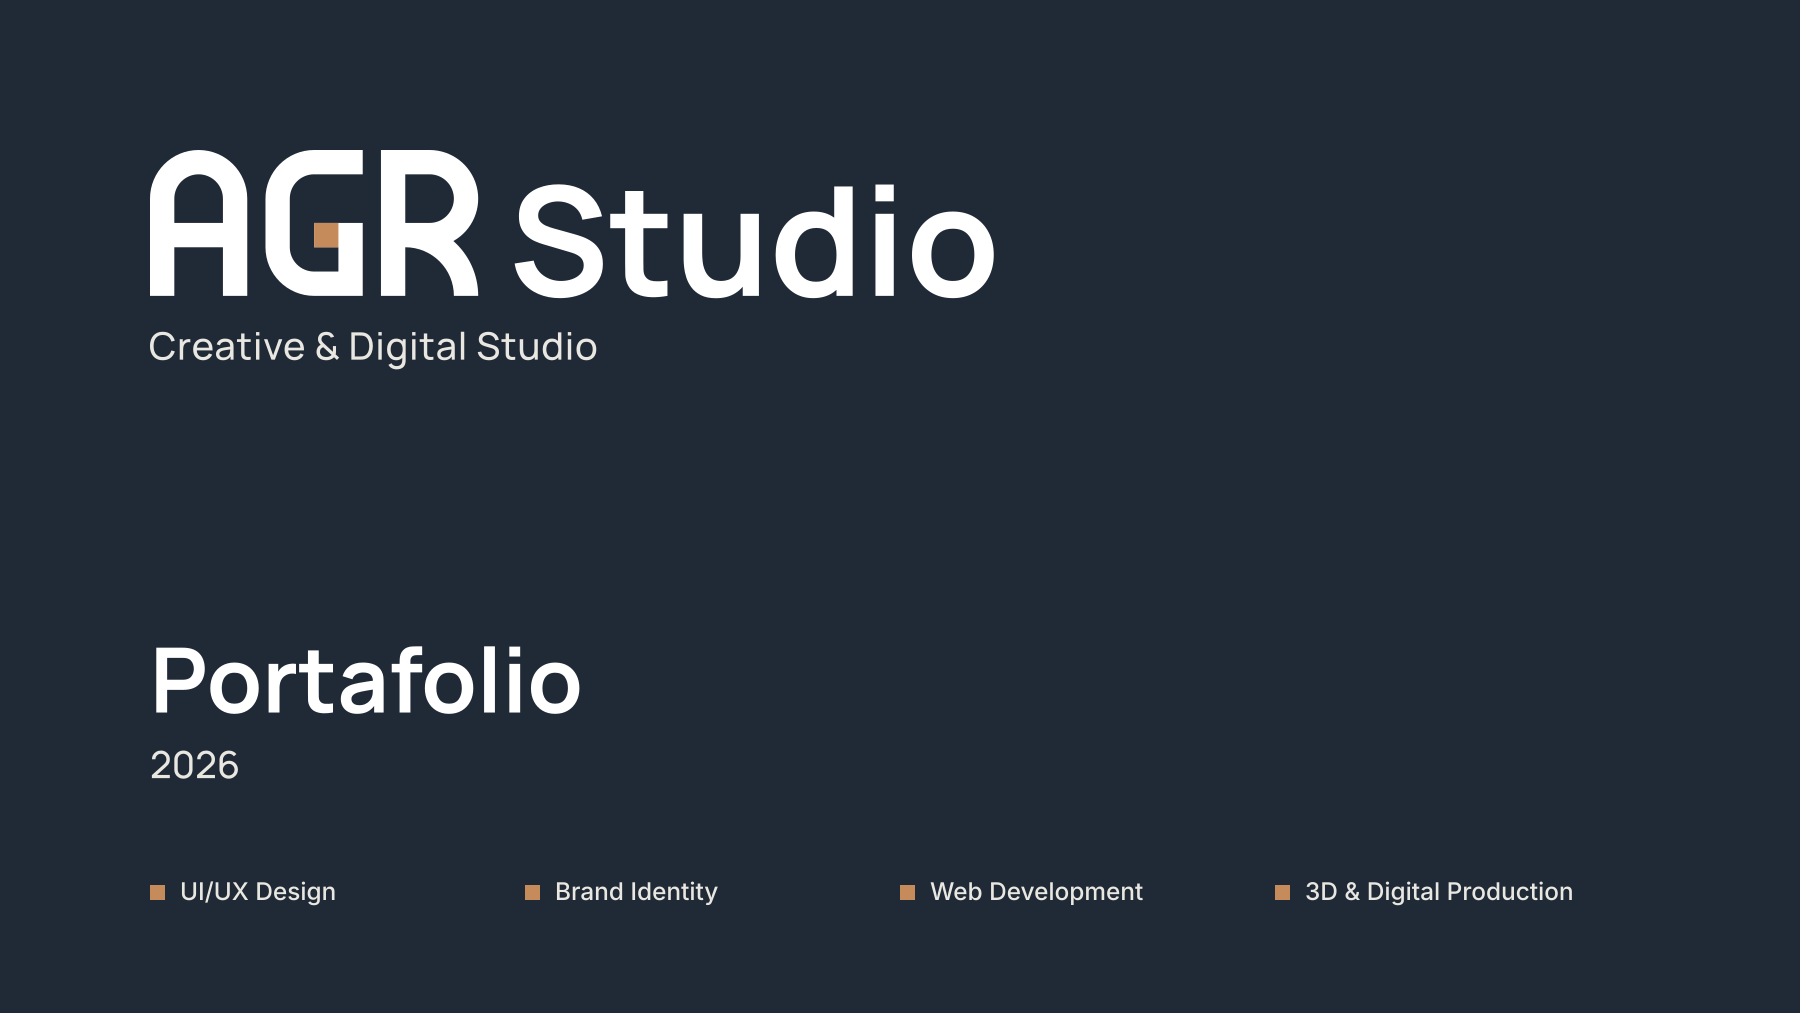 AGR Studio
Creative & Digital Studio
Portafolio
2026
UI/UX Design
Brand Identity
Web Development
3D & Digital Production